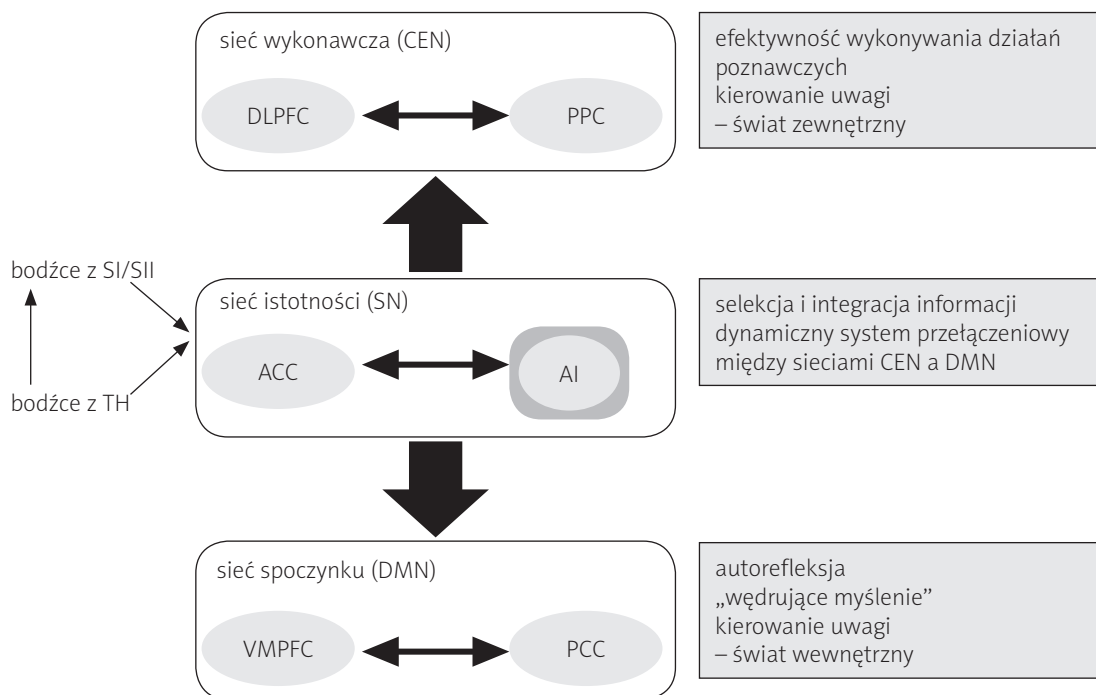 sieć wykonawcza (CEN)
DLPFC
PPC
efektywność wykonywania działań
poznawczych
kierowanie uwagi
– świat zewnętrzny
bodźce z SI/SII
bodźce z TH
sieć istotności (SN)
ACC
AI
selekcja i integracja informacji
dynamiczny system przełączeniowy
między sieciami CEN a DMN
sieć spoczynku (DMN)
VMPFC
PCC
autorefleksja
„wędrujące myślenie”
kierowanie uwagi
– świat wewnętrzny